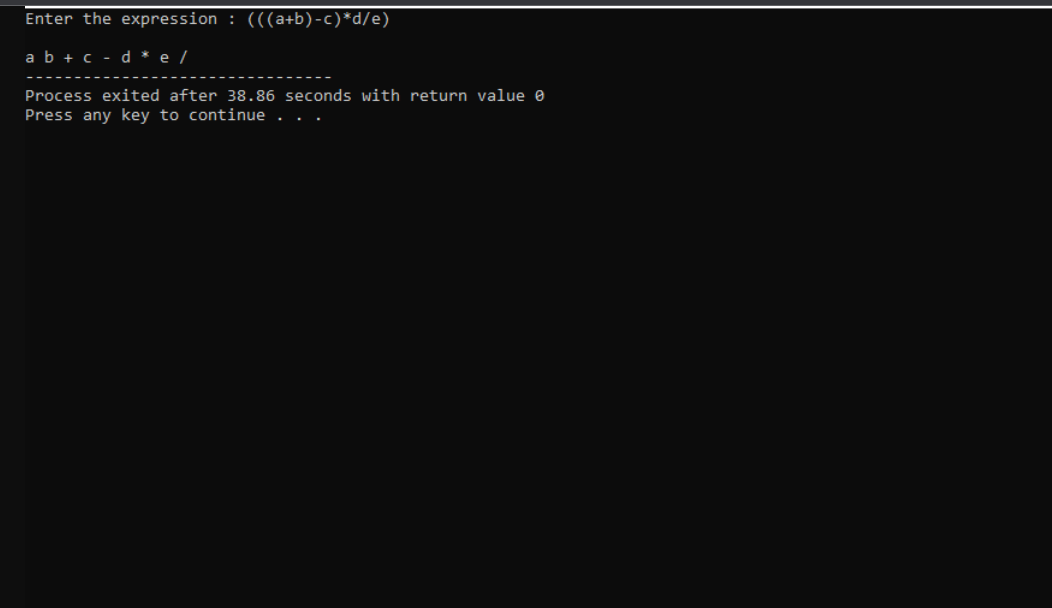 Enter the expression : (((a+b)-c)*d/e)
a b + c - d * e /
--------------------------------
Process exited after 38.86 seconds with return value 0
Press any key to continue . . .